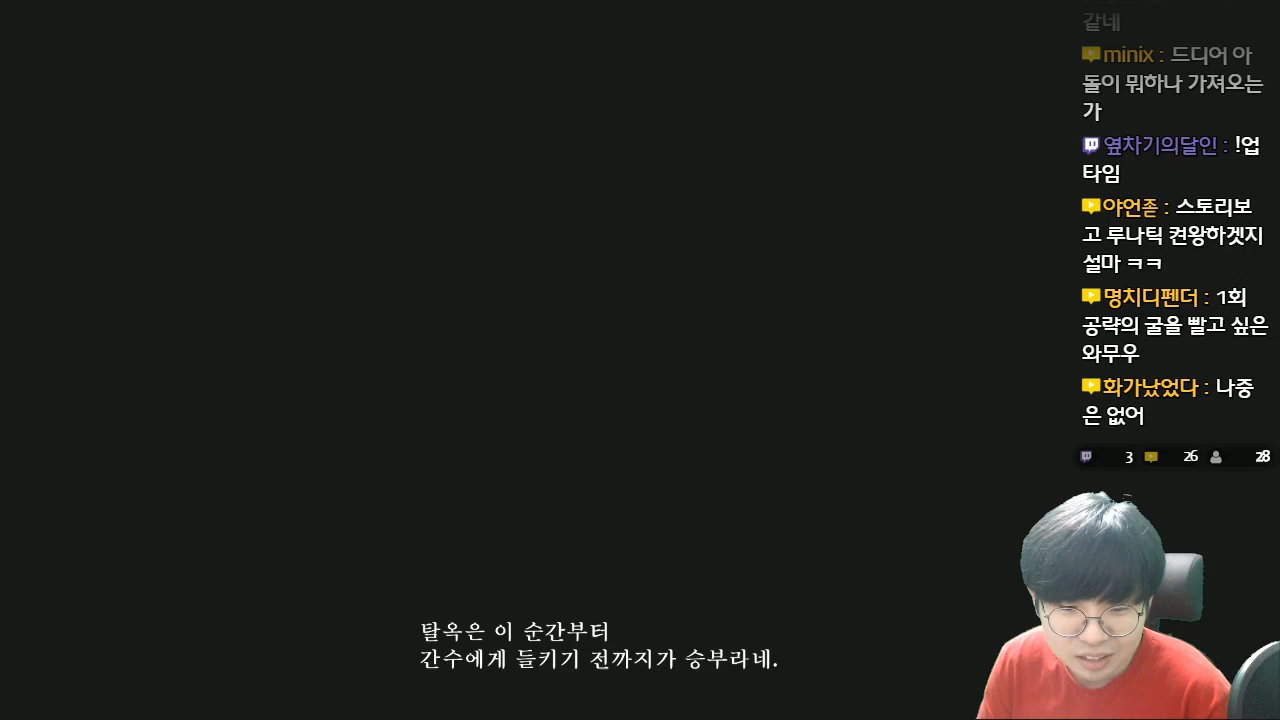 같네
minix : 드디어 아
돌이 뭐하나 가져오는
가
옆차기의달인 : !업
타임
야언좉 : 스토리보
고 루나틱 켠왕하겟지
설마 ㅋㅋ
명치디펜더 : 1회
공략의 굴을 빨고 싶은
와무우
화가났었다 : 나중
은 없어
3 26 28
탈옥은 이 순간부터
간수에게 들키기 전까지가 승부라네.